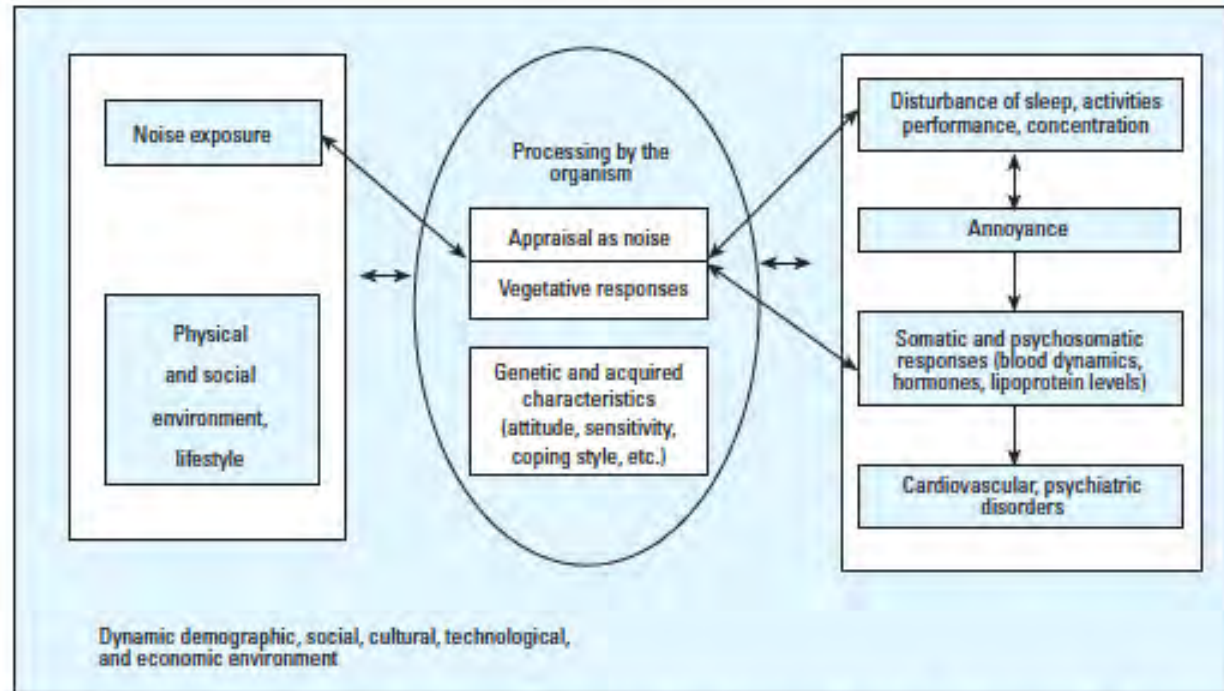 Noise exposure
Physical
and social
environment,
lifestyle
Processing by the
organism
Appraisal as noise
Vegetative responses
Genetic and acquired
characteristics
(attitude, sensitivity,
coping style, etc.)
Disturbance of sleep, activities
performance, concentration
Annoyance
Somatic and psychosomatic
responses (blood dynamics,
hormones, lipoprotein levels)
Cardiovascular, psychiatric
disorders
Dynamic demographic, social, cultural, technological,
and economic environment